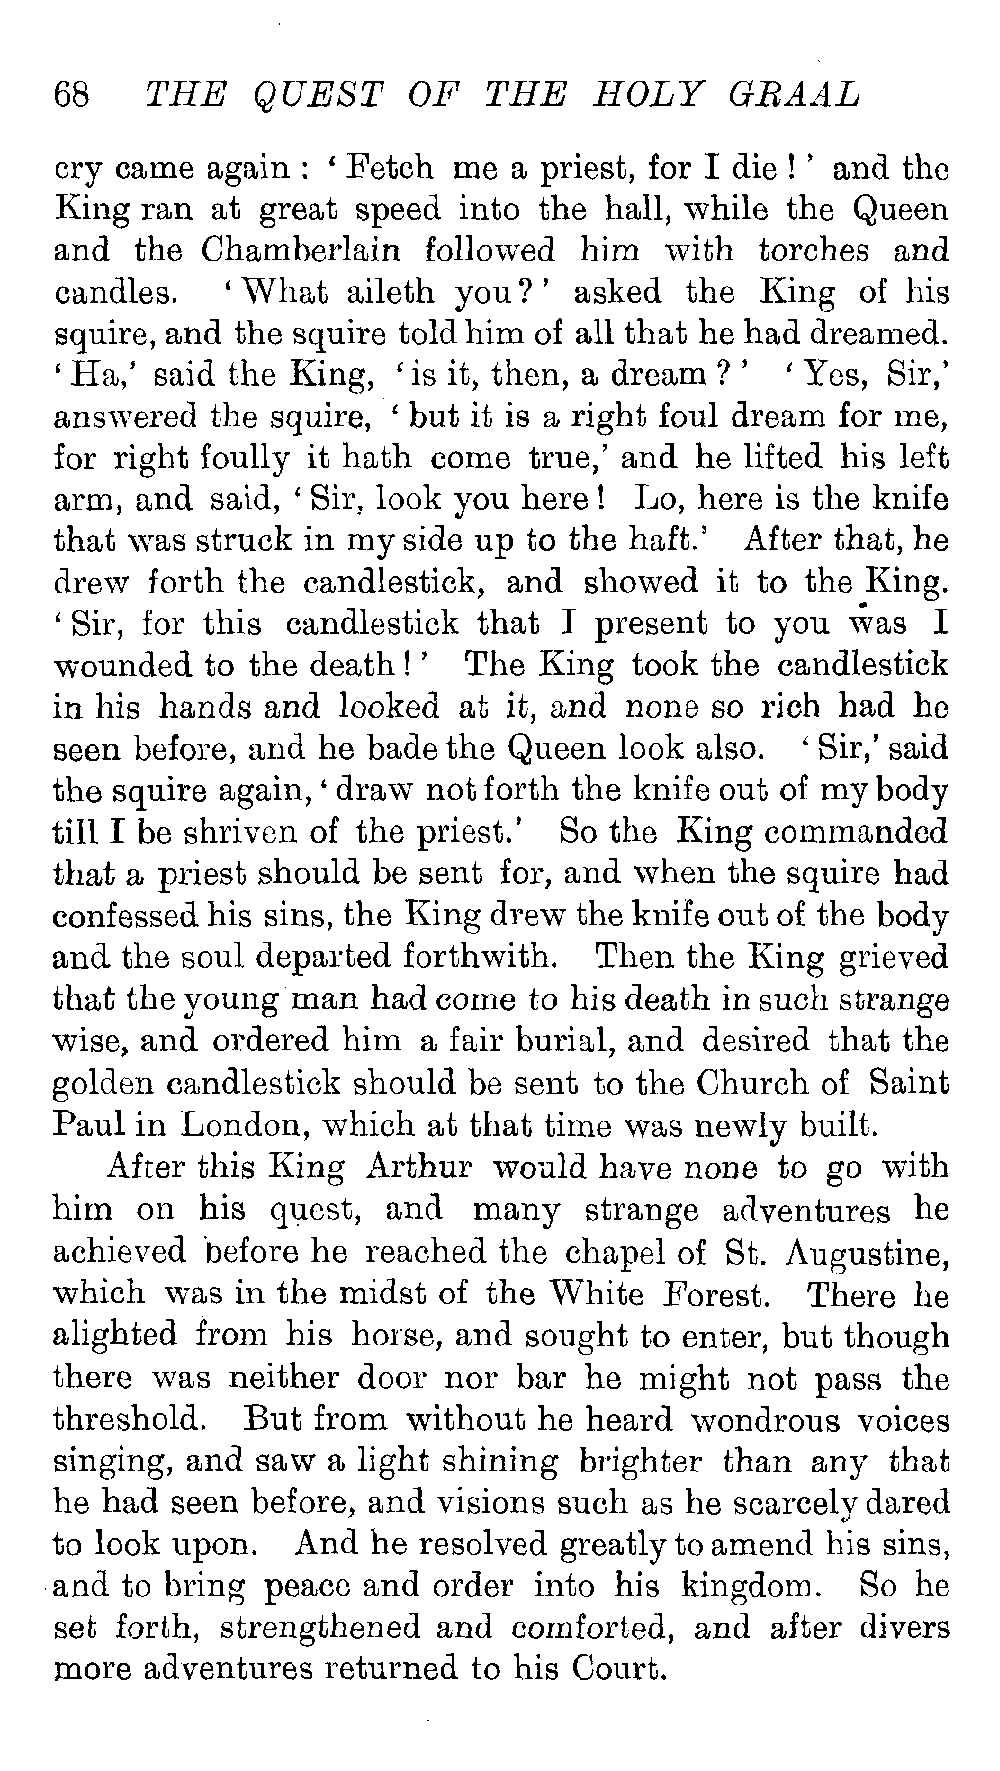 68 THE QUEST OF THE HOLY GRAAL
cry came again : ‘ Fetch me a priest, for I die ! ’ and the
King ran at great speed into the hall, while the Queen
and the Chamberlain followed him with torches and
candles. ‘ What aileth you? ’ asked the King of his
squire, and the squire told him of all that he had dreamed.
‘ Ha,’ said the King, ‘ is it, then, a dream ? ’ ‘ Yes, Sir,’
answered the squire, ‘ but it is a right foul dream for me,
for right foully it hath come true,’ and he lifted his left
arm, and said, ‘ Sir, look you here ! Lo, here is the knife
that was struck in my side up to the haft.’ After that, he
drew forth the candlestick, and showed it to the King.
‘ Sir, for this candlestick that I present to you was I
wounded to the death ! ’ The King took the candlestick
in his hands and looked at it, and none so rich had he
seen before, and he bade the Queen look also. ‘ Sir,’ said
the squire again, ‘ draw not forth the knife out of my body
till I be shriven of the priest.’ So the King commanded
that a priest should be sent for, and when the squire had
confessed his sins, the King drew the knife out of the body
and the soul departed forthwith. Then the King grieved
that the young man had come to his death in such strange
wise, and ordered him a fair burial, and desired that the
golden candlestick should be sent to the Church of Saint
Paul in London, which at that time was newly built.
After this King Arthur would have none to go with
him on his quest, and many strange adventures he
achieved before he reached the chapel of St. Augustine,
which was in the midst of the White Forest. There he
alighted from his horse, and sought to enter, but though
there was neither door nor bar he might not pass the
threshold. But from without he heard wondrous voices
singing, and saw a light shining brighter than any that
he had seen before, and visions such as he scarcely dared
to look upon. And he resolved greatly to amend his sins,
and to bring peace and order into his kingdom. So he
set forth, strengthened and comforted, and after divers
more adventures returned to his Court.